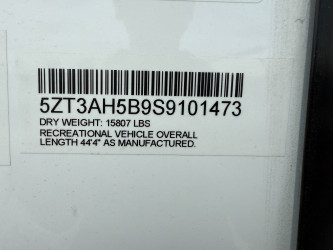 5ZT3AH5B9S9101473
DRY WEIGHT: 15807 LBS
RECREATIONAL VEHICLE OVERALL
LENGTH 44'4" AS MANUFACTURED.